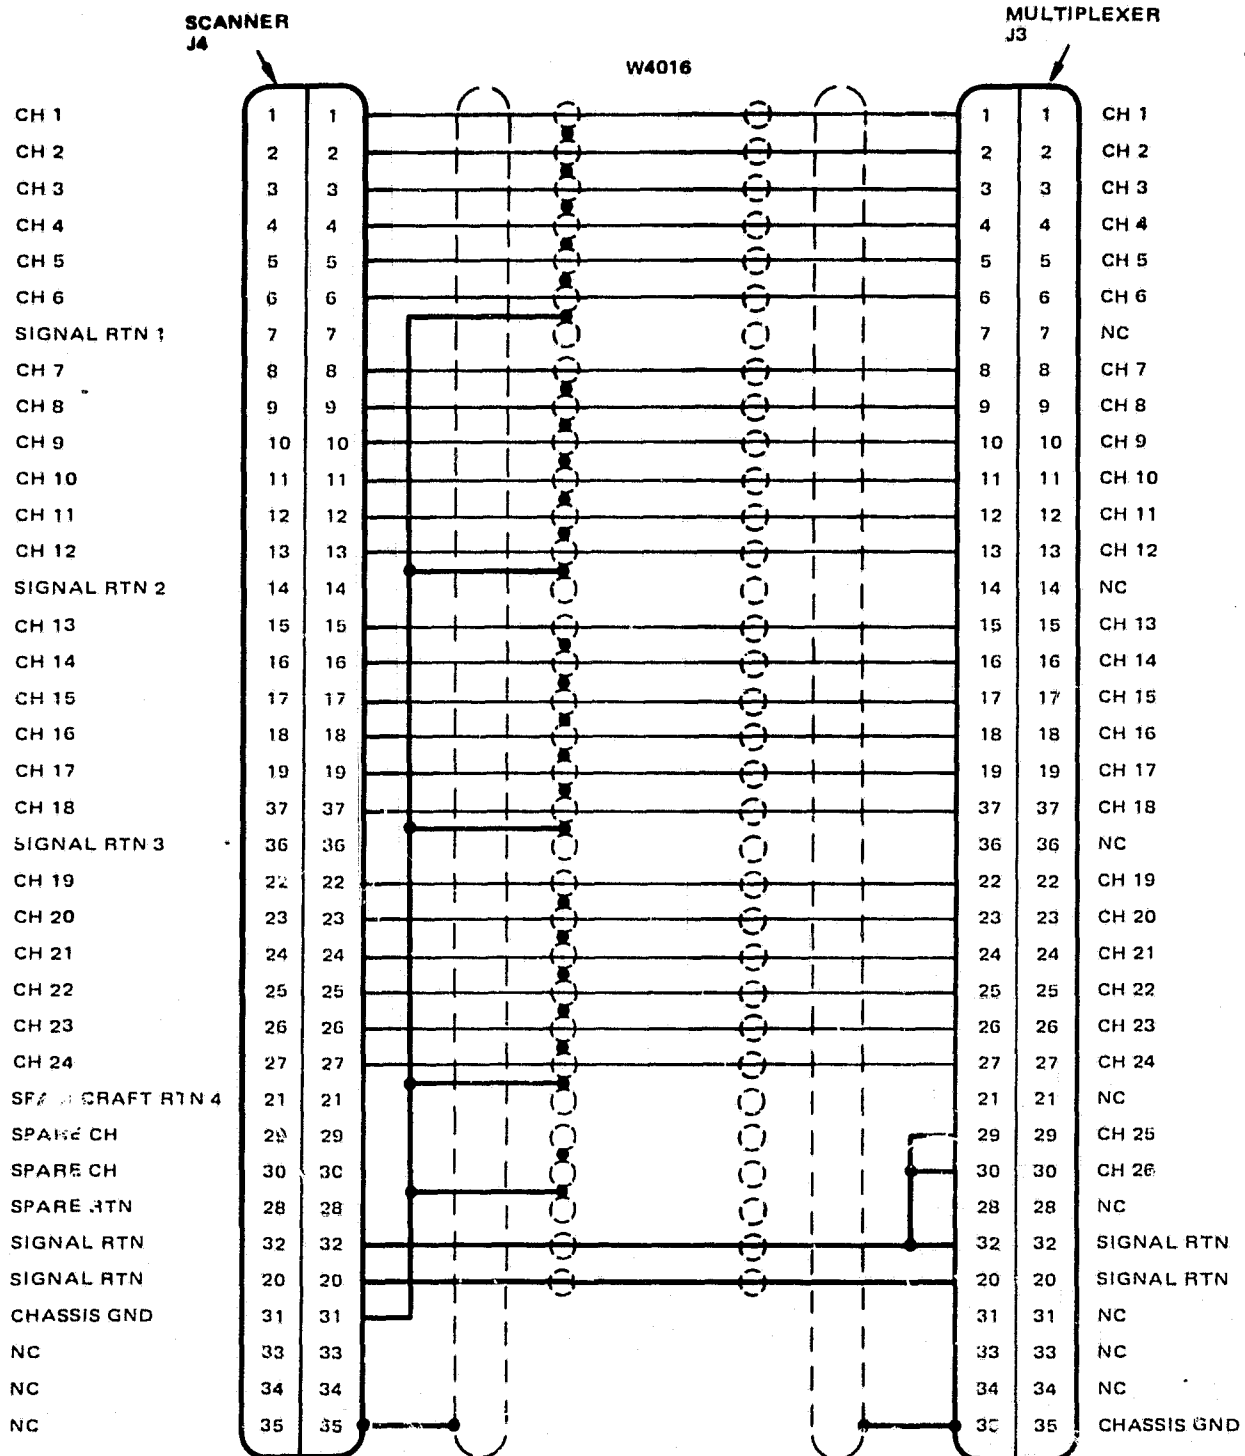 SCANNER
J4
MULTIPLEXER
J3
W4016
CH 1 1 1 1 1 CH 1
CH 2 2 2 2 2 CH 2
CH 3 3 3 3 3 CH 3
CH 4 4 4 4 4 CH 4
CH 5 5 5 5 5 CH 5
CH 6 6 6 6 6 CH 6
SIGNAL RTN 1 7 7 7 7 NC
CH 7 8 8 8 8 CH 7
CH 8 9 9 9 9 CH 8
CH 9 10 10 10 10 CH 9
CH 10 11 11 11 11 CH 10
CH 11 12 12 12 12 CH 11
CH 12 13 13 13 13 CH 12
SIGNAL RTN 2 14 14 14 14 NC
CH 13 15 15 15 15 CH 13
CH 14 16 16 16 16 CH 14
CH 15 17 17 17 17 CH 15
CH 16 18 18 18 18 CH 16
CH 17 19 19 19 19 CH 17
CH 18 37 37 37 37 CH 18
SIGNAL RTN 3 36 36 36 36 NC
CH 19 22 22 22 22 CH 19
CH 20 23 23 23 23 CH 20
CH 21 24 24 24 24 CH 21
CH 22 25 25 25 25 CH 22
CH 23 26 26 26 26 CH 23
CH 24 27 27 27 27 CH 24
CRAFT RTN 4 21 21 21 21 NC
SPARE CH 29 29 29 29 CH 25
SPARE CH 30 30 30 30 CH 26
SPARE RTN 28 28 28 28 NC
SIGNAL RTN 32 32 32 32 SIGNAL RTN
SIGNAL RTN 20 20 20 20 SIGNAL RTN
CHASSIS GND 31 31 31 31 NC
NC 33 33 33 33 NC
NC 34 34 34 34 NC
NC 35 35 35 35 CHASSIS GND